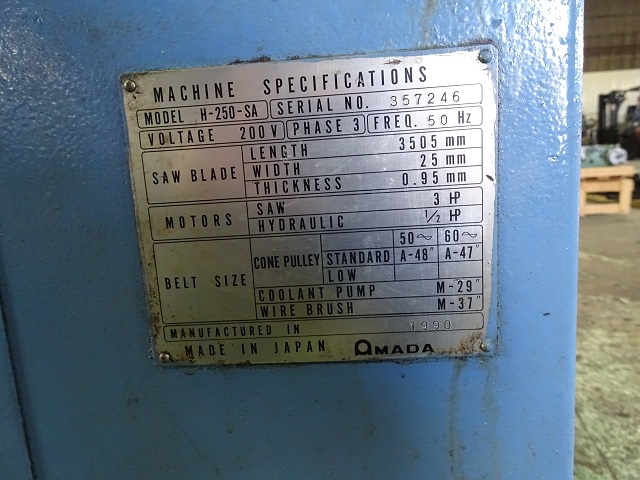 MACHINE SPECIFICATIONS
MODEL H-250-SA SERIAL NO. 357246
VOLTAGE 200V PHASE 3 FREQ. 50 Hz
SAW BLADE LENGTH 3505 mm
WIDTH 25 mm
THICKNESS 0.95 mm
MOTORS SAW 3 HP
HYDRAULIC 1/2 HP
BELT SIZE CONE PULLEY 50~ 60~
STANDARD A-48" A-47"
LOW
COOLANT PUMP M-29"
WIRE BRUSH M-37"
MANUFACTURED IN 1990
MADE IN JAPAN AMADA